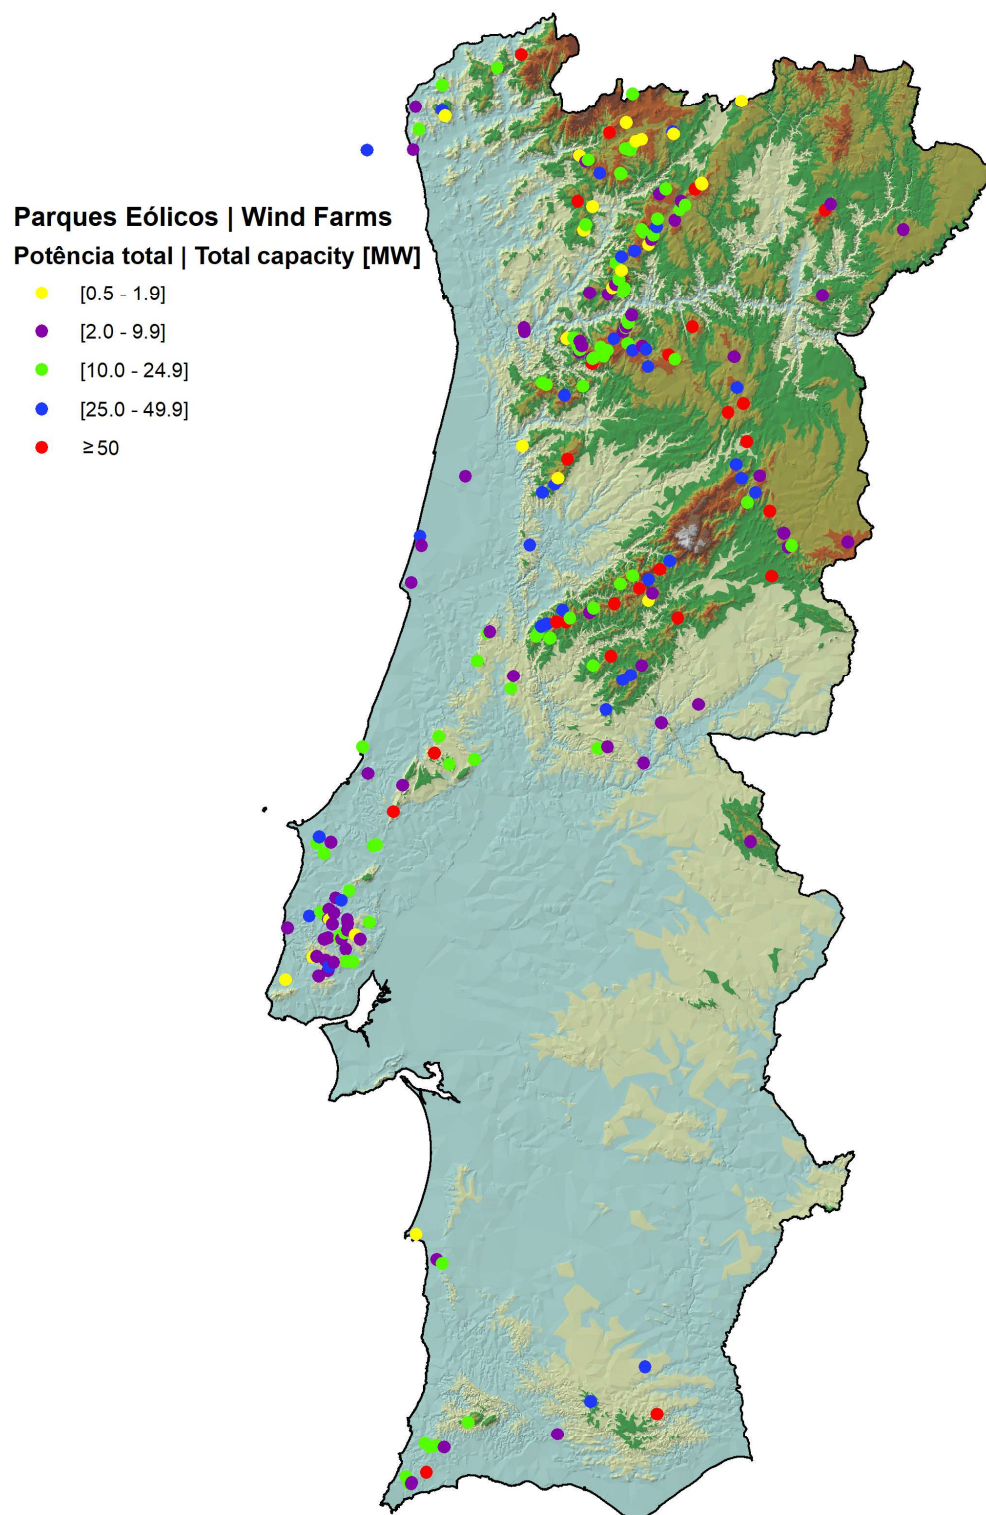 Parques Eólicos | Wind Farms
Potência total | Total capacity [MW]
[0.5 - 1.9]
[2.0 - 9.9]
[10.0 - 24.9]
[25.0 - 49.9]
≥ 50